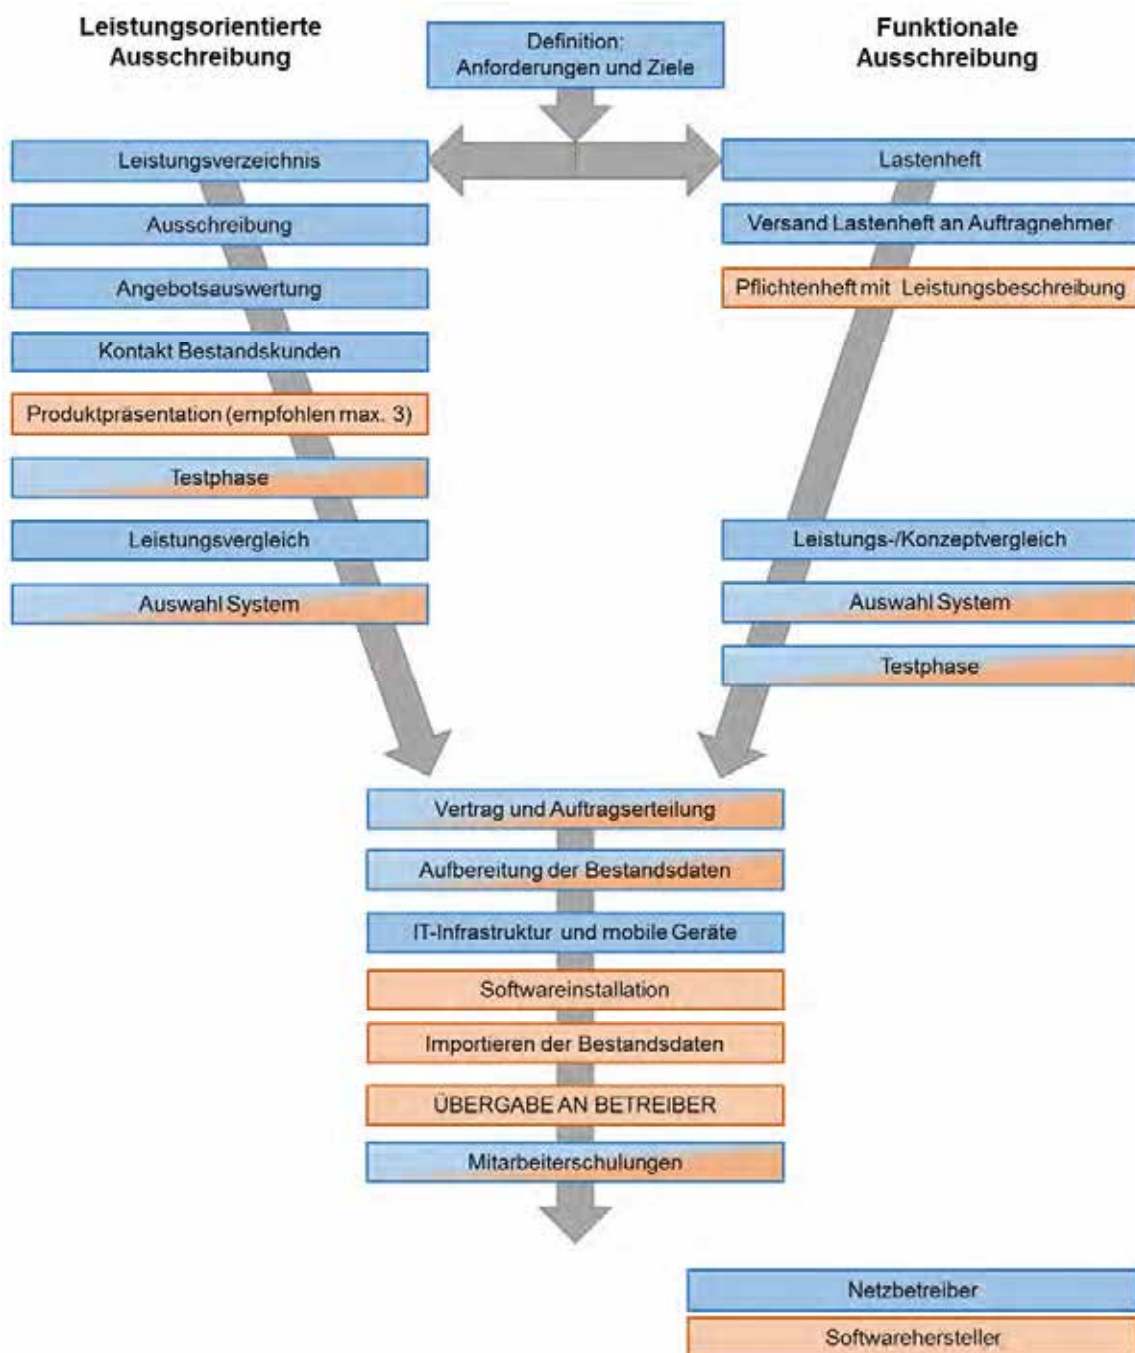 Leistungsorientierte
Ausschreibung
Definition:
Anforderungen und Ziele
Funktionale
Ausschreibung
Leistungsverzeichnis
Ausschreibung
Angebotsauswertung
Kontakt Bestandskunden
Produktpräsentation (empfohlen max. 3)
Testphase
Leistungsvergleich
Auswahl System
Lastenheft
Versand Lastenheft an Auftragnehmer
Pflichtenheft mit Leistungsbeschreibung
Leistungs-/Konzeptvergleich
Auswahl System
Testphase
Vertrag und Auftragserteilung
Aufbereitung der Bestandsdaten
IT-Infrastruktur und mobile Geräte
Softwareinstallation
Importieren der Bestandsdaten
ÜBERGABE AN BETREIBER
Mitarbeiterschulungen
Netzbetreiber
Softwarehersteller